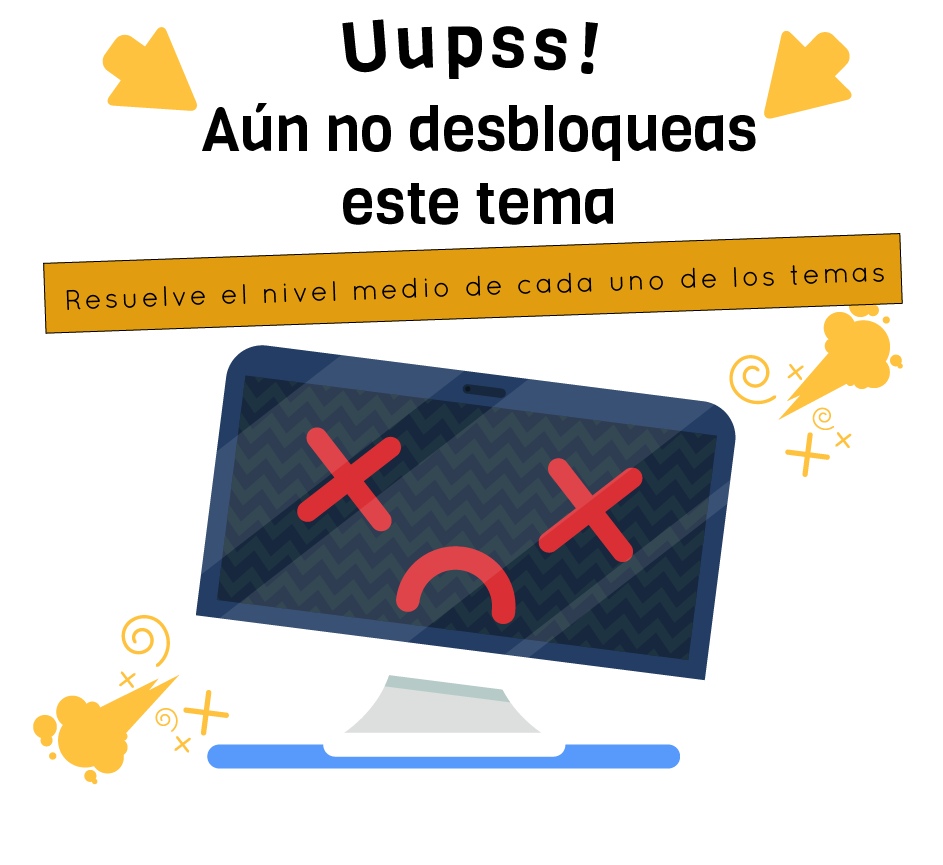 Uupss!
Aún no desbloqueas
este tema
Resuelve el nivel medio de cada uno de los temas